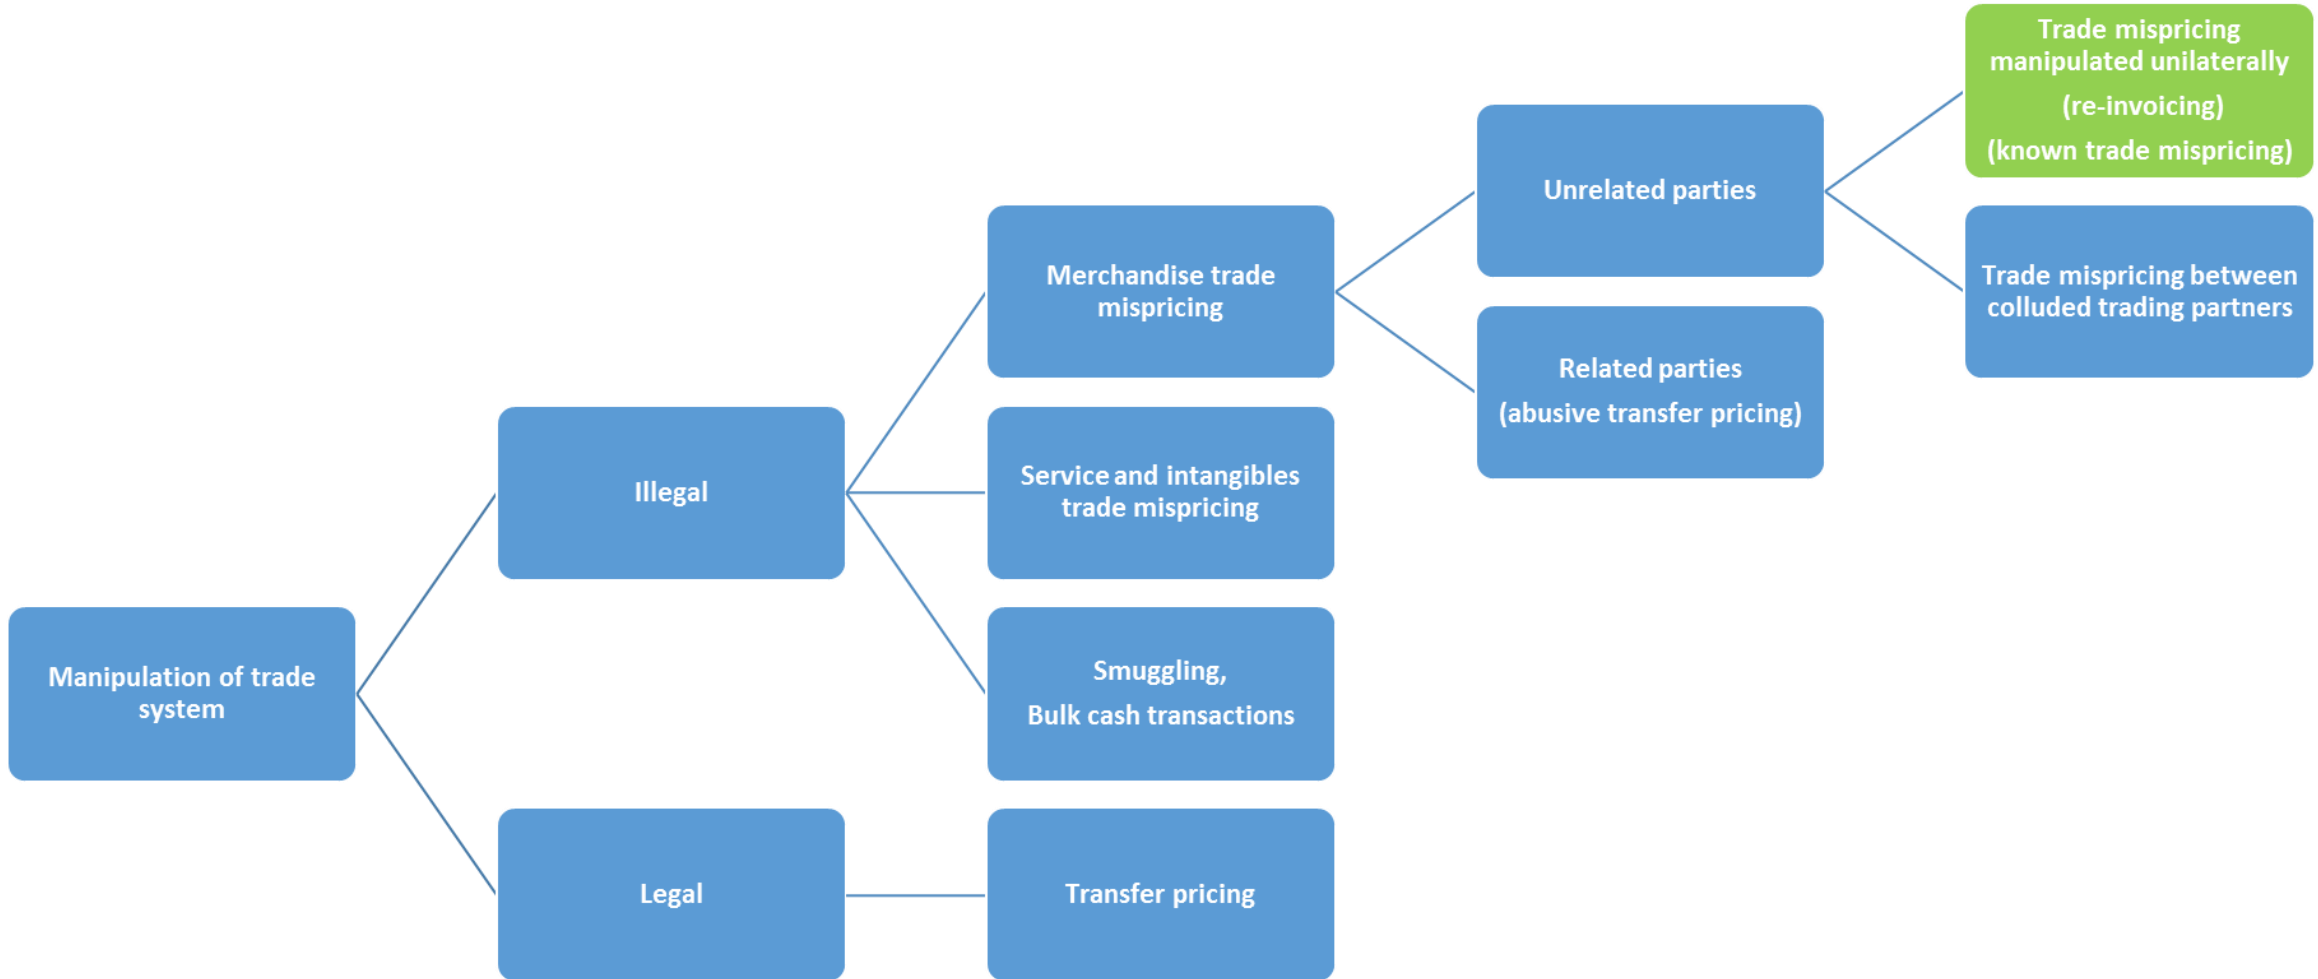 Manipulation of trade
system
Illegal
Legal
Merchandise trade
mispricing
Service and intangibles
trade mispricing
Smuggling,
Bulk cash transactions
Transfer pricing
Unrelated parties
Related parties
(abusive transfer pricing)
Trade mispricing
manipulated unilaterally
(re-invoicing)
(known trade mispricing)
Trade mispricing between
colluded trading partners